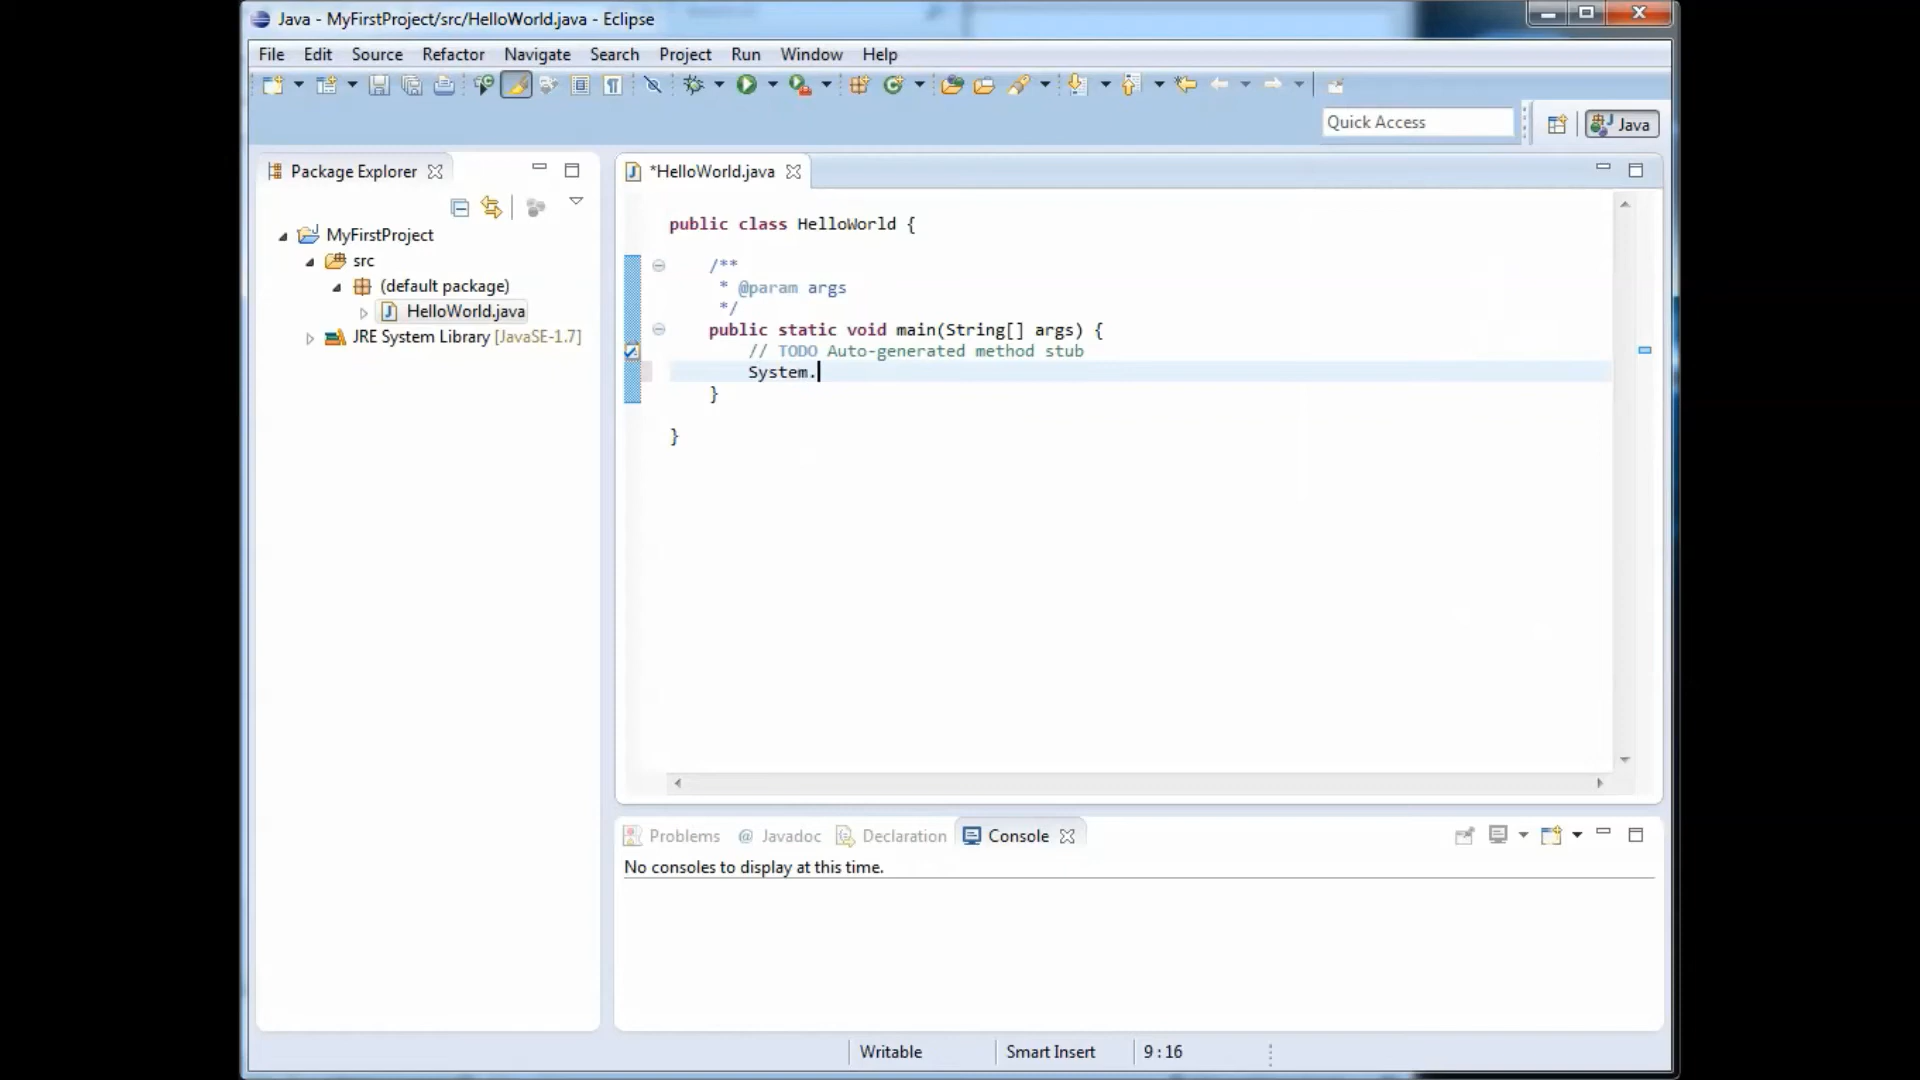 Java - MyFirstProject/src/HelloWorld.java - Eclipse
File Edit Source Refactor Navigate Search Project Run Window Help
Quick Access
Java
Package Explorer
MyFirstProject
src
(default package)
HelloWorld.java
JRE System Library [JavaSE-1.7]
*HelloWorld.java
public class HelloWorld {
/**
* @param args
*/
public static void main(String[] args) {
// TODO Auto-generated method stub
System.
}
}
Problems @ Javadoc Declaration Console
No consoles to display at this time.
Writable Smart Insert 9 : 16